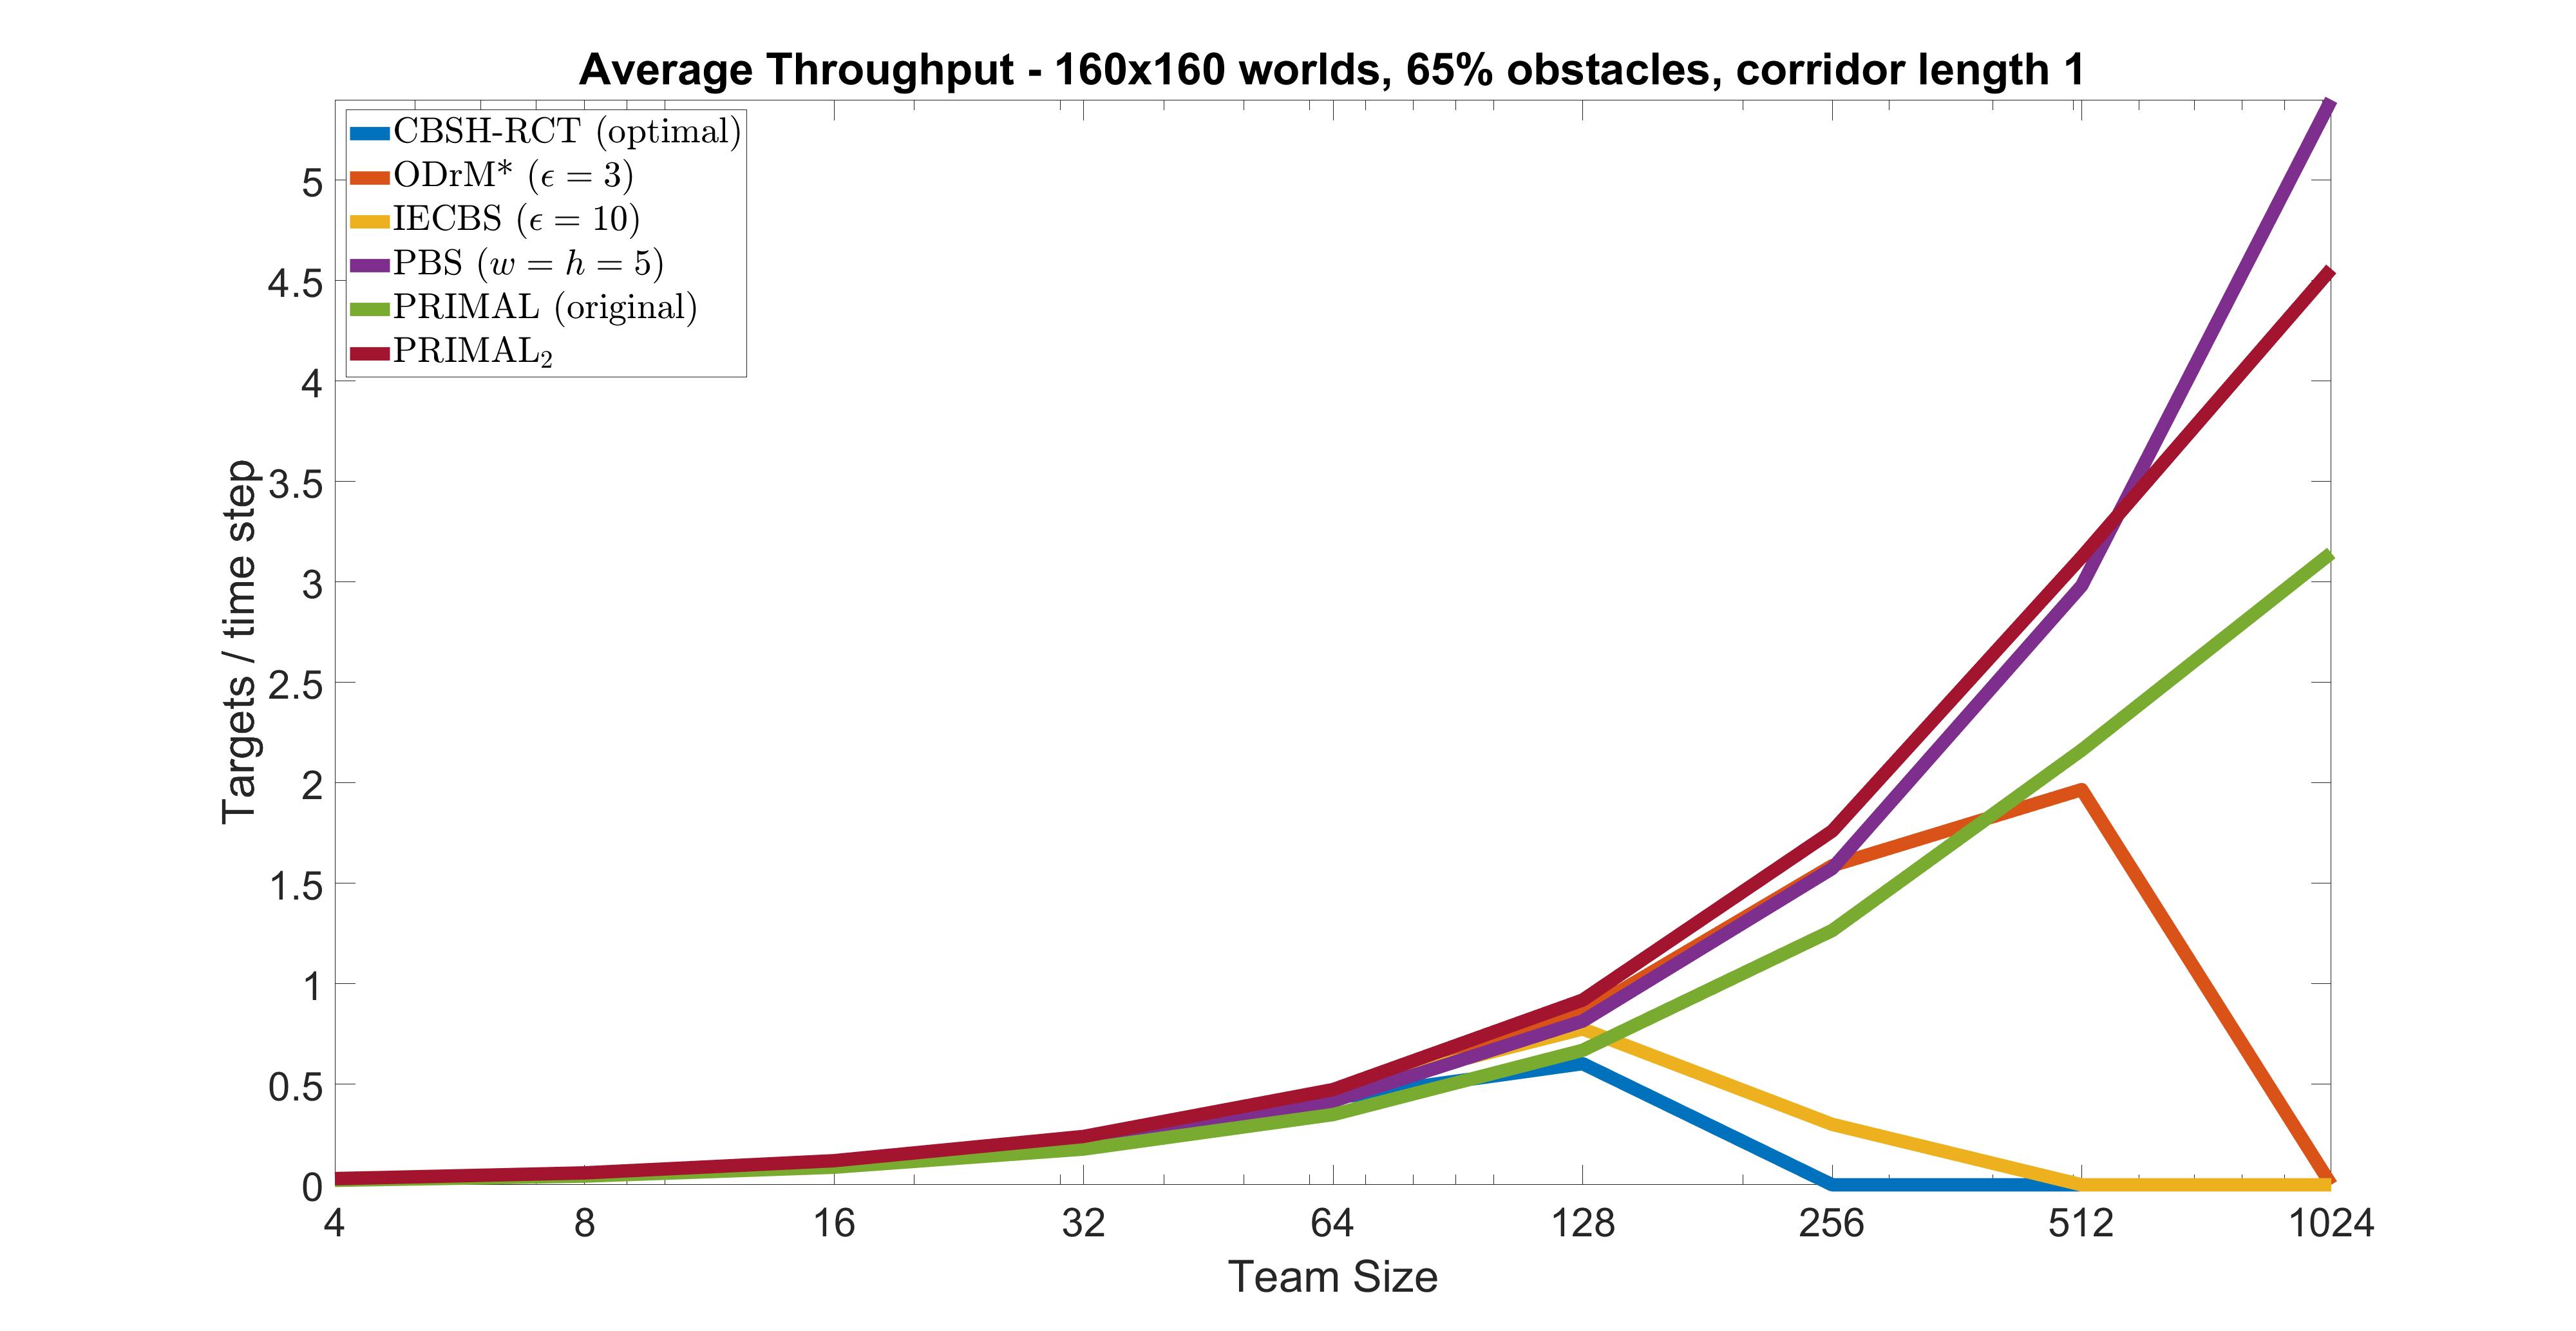 Average Throughput - 160x160 worlds, 65% obstacles, corridor length 1
CBSH-RCT (optimal)
ODrM* (ϵ = 3)
IECBS (ϵ = 10)
PBS (w = h = 5)
PRIMAL (original)
PRIMAL₂
Targets / time step
5
4.5
4
3.5
3
2.5
2
1.5
1
0.5
0
4 8 16 32 64 128 256 512 1024
Team Size